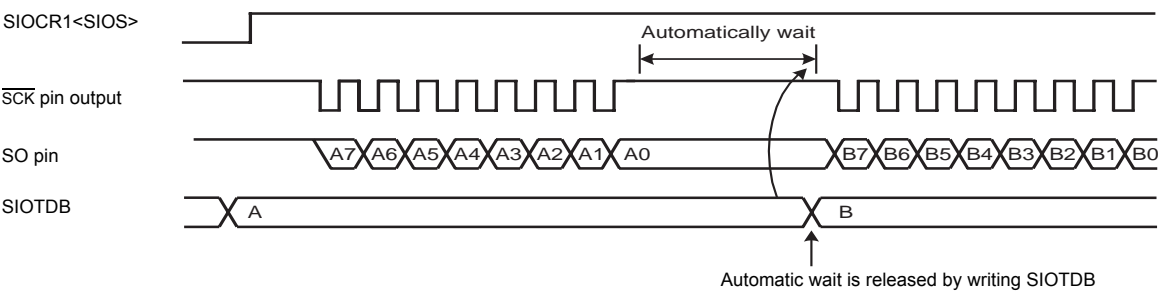 SIOCR1<SIOS>
Automatically wait
SCK pin output
SO pin A7 A6 A5 A4 A3 A2 A1 A0 B7 B6 B5 B4 B3 B2 B1 B0
SIOTDB A B
Automatic wait is released by writing SIOTDB